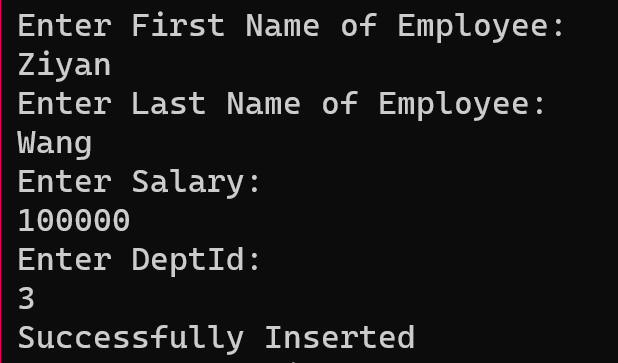 Enter First Name of Employee:
Ziyan
Enter Last Name of Employee:
Wang
Enter Salary:
100000
Enter DeptId:
3
Successfully Inserted